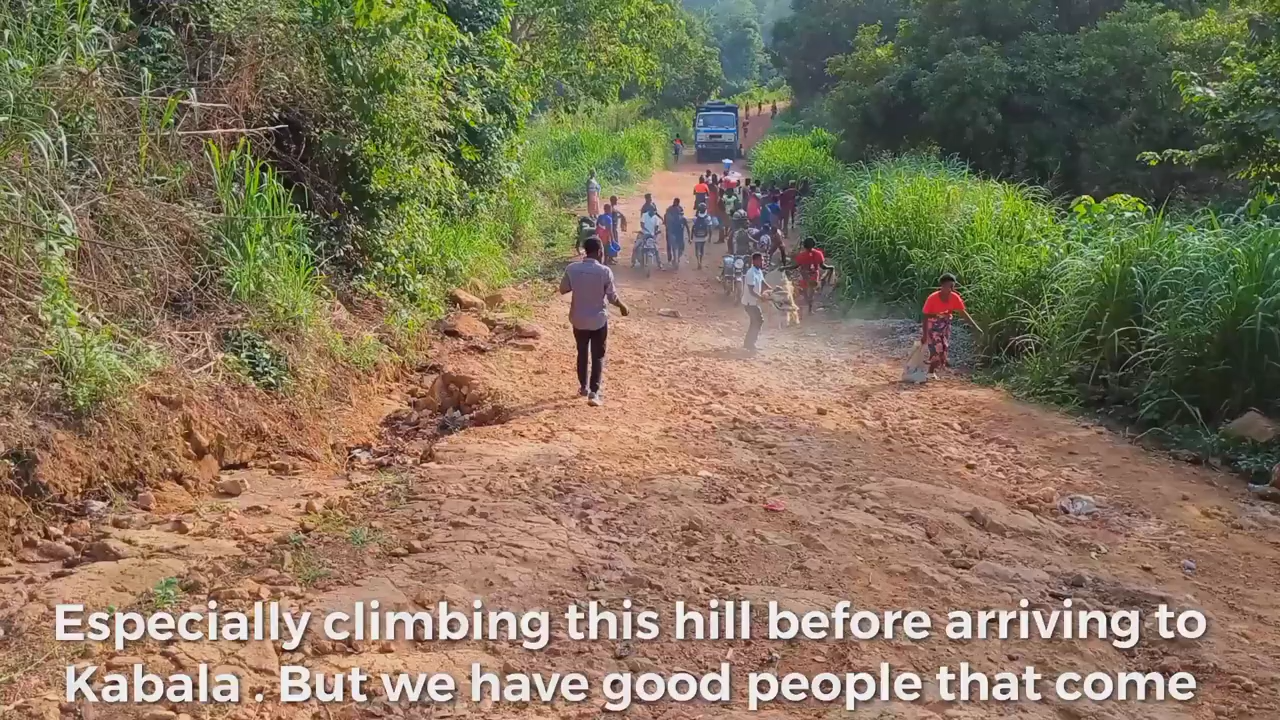 Especially climbing this hill before arriving to
Kabala . But we have good people that come